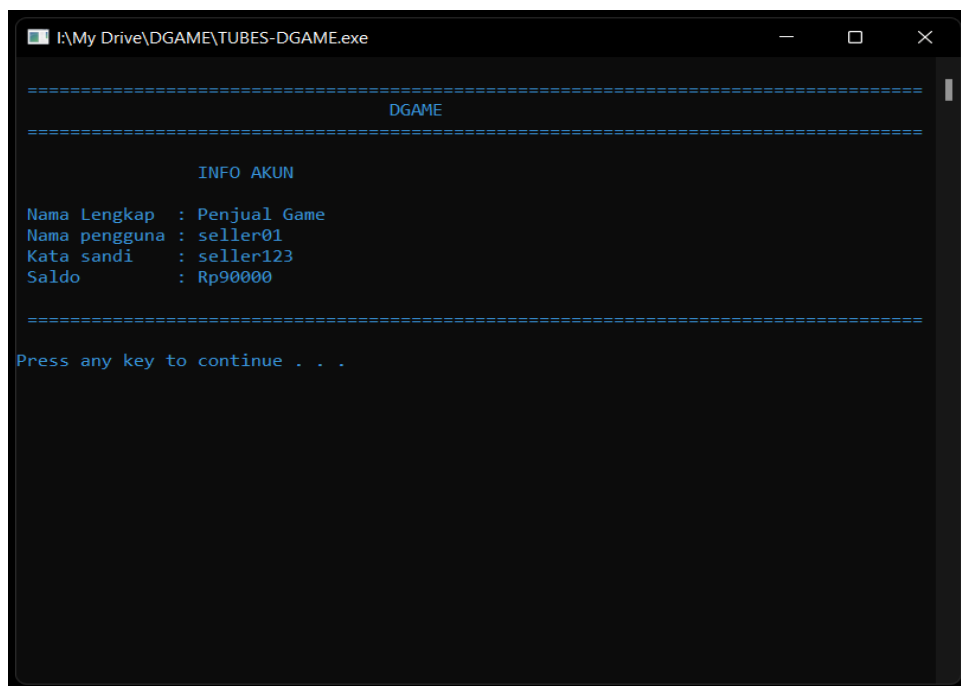 I:\My Drive\DGAME\TUBES-DGAME.exe
====================================================================================
DGAME
====================================================================================
INFO AKUN
Nama Lengkap : Penjual Game
Nama pengguna : seller01
Kata sandi : seller123
Saldo : Rp90000
====================================================================================
Press any key to continue . . .